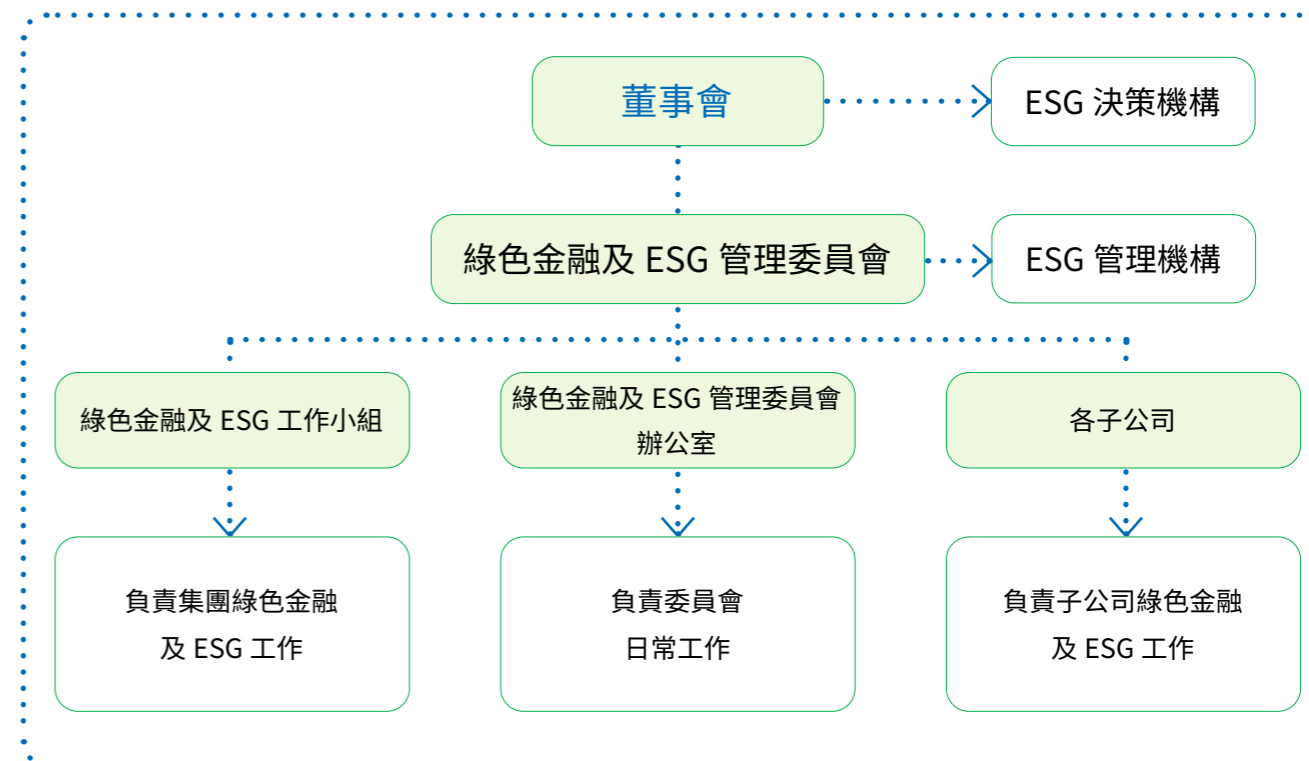 董事會
ESG 決策機構
綠色金融及 ESG 管理委員會
ESG 管理機構
綠色金融及 ESG 工作小組
綠色金融及 ESG 管理委員會
辦公室
各子公司
負責集團綠色金融
及 ESG 工作
負責委員會
日常工作
負責子公司綠色金融
及 ESG 工作